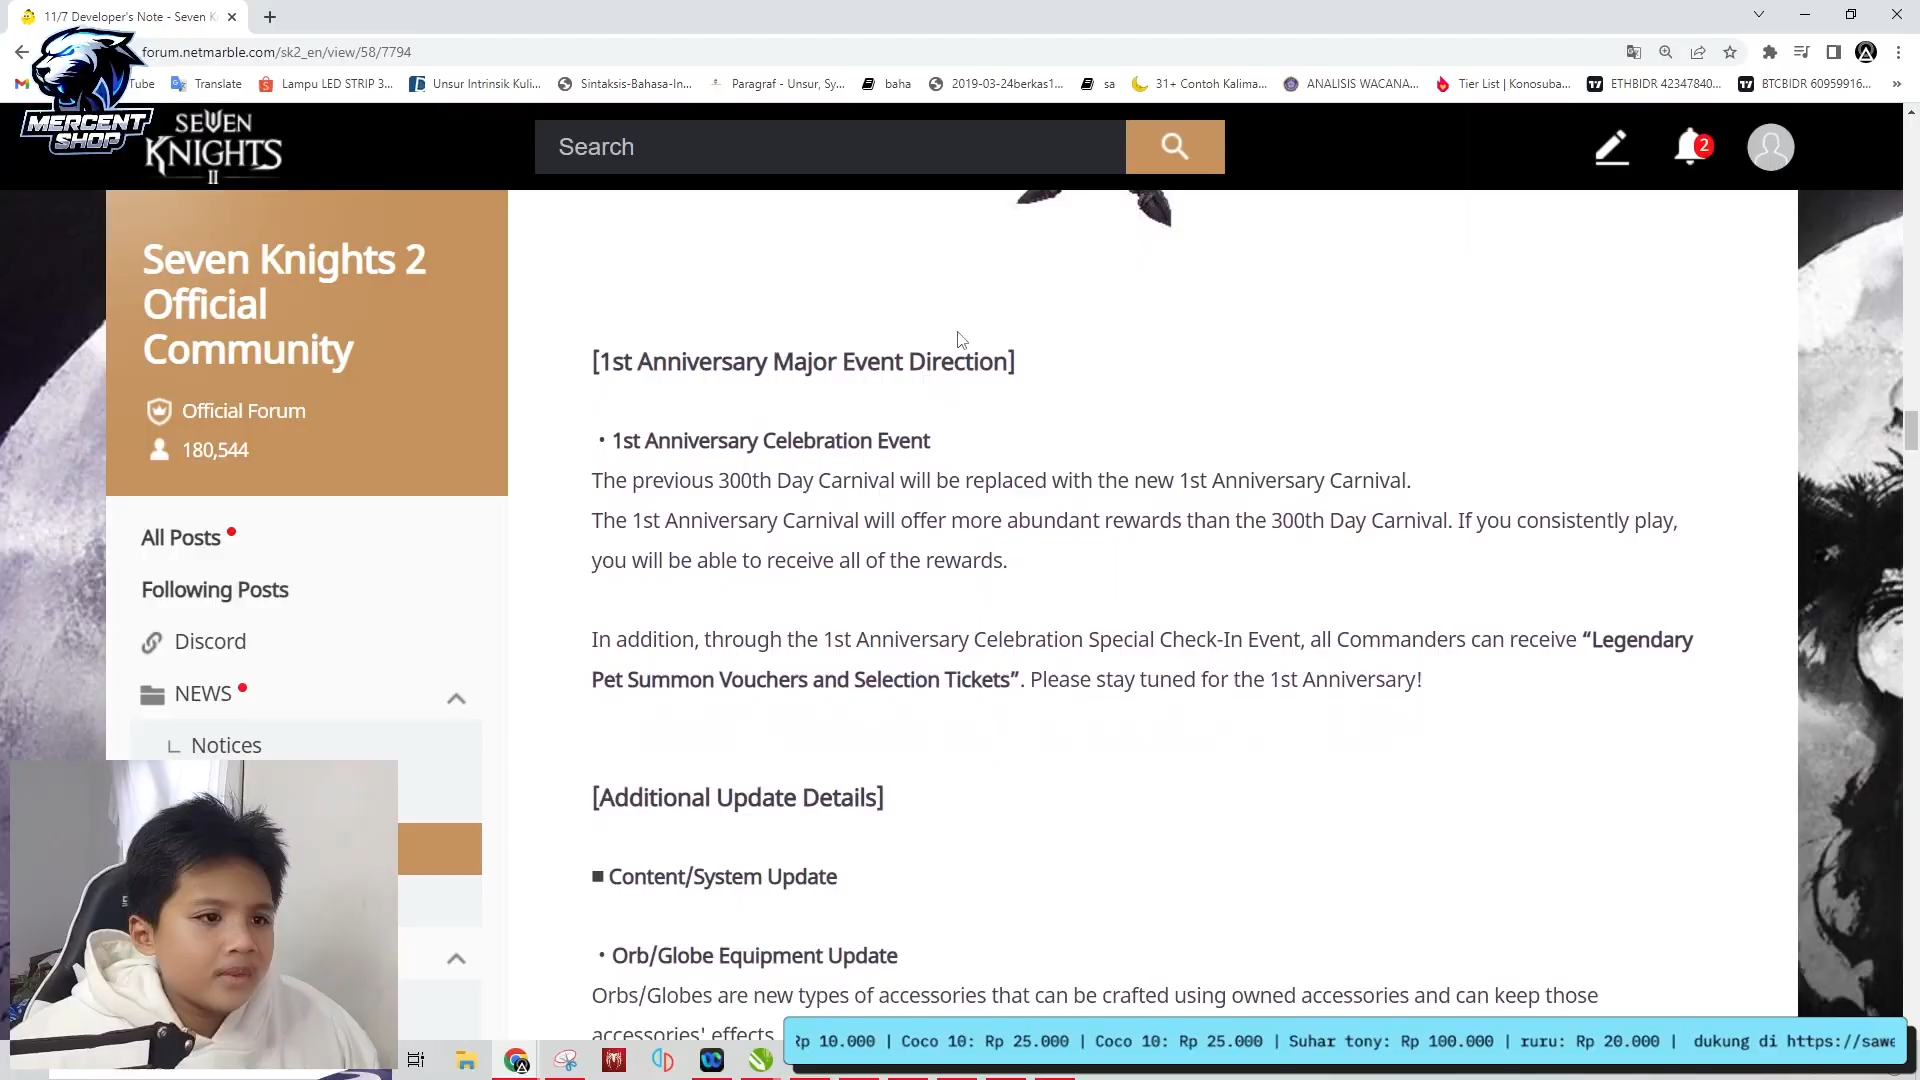 11/7 Developer's Note - Seven K
forum.netmarble.com/sk2_en/view/58/7794
Tube
Translate
Lampu LED STRIP 3...
Unsur Intrinsik Kuli...
Sintaksis-Bahasa-In...
Paragraf - Unsur, Sy...
baha
2019-03-24berkas1...
sa
31+ Contoh Kalima...
ANALISIS WACANA...
Tier List | Konosuba...
ETHBIDR 42347840...
BTCBIDR 60959916...
»
MERCENT
SHOP
SEVEN
KNIGHTS
II
Search
2
Seven Knights 2
Official
Community
Official Forum
180,544
All Posts
Following Posts
Discord
NEWS
Notices
[1st Anniversary Major Event Direction]
・1st Anniversary Celebration Event
The previous 300th Day Carnival will be replaced with the new 1st Anniversary Carnival.
The 1st Anniversary Carnival will offer more abundant rewards than the 300th Day Carnival. If you consistently play,
you will be able to receive all of the rewards.
In addition, through the 1st Anniversary Celebration Special Check-In Event, all Commanders can receive “Legendary
Pet Summon Vouchers and Selection Tickets”. Please stay tuned for the 1st Anniversary!
[Additional Update Details]
■ Content/System Update
・Orb/Globe Equipment Update
Orbs/Globes are new types of accessories that can be crafted using owned accessories and can keep those
accessories' effects
Rp 10.000 | Coco 10: Rp 25.000 | Coco 10: Rp 25.000 | Suhar tony: Rp 100.000 | ruru: Rp 20.000 | dukung di https://sawe